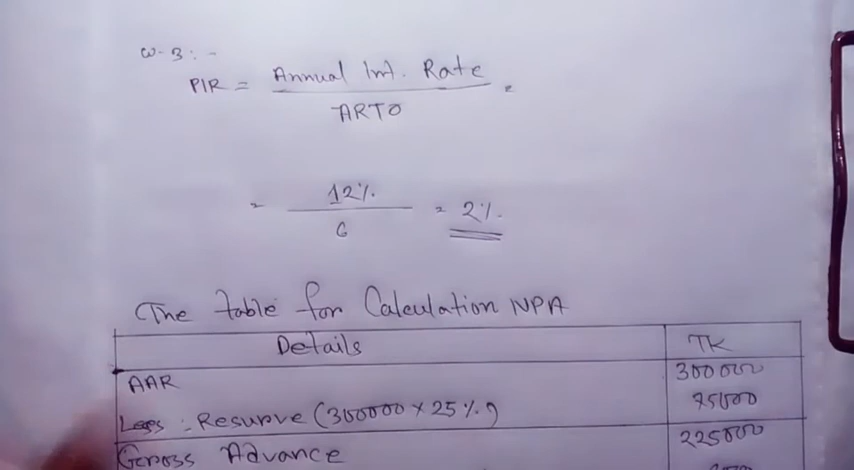 W-3:-
PIR = Annual Int. Rate
ARTO
= 12%
6
= 2%
The table for Calculation NPA
Details TK
AAR 300000
Less: Resurve (300000 × 25%) 75000
Gross Advance 225000